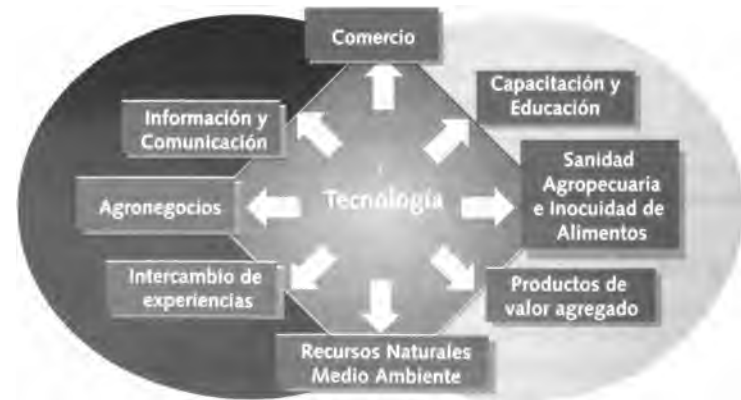 Comercio
Capacitación y
Educación
Información y
Comunicación
Sanidad
Agropecuaria
e Inocuidad de
Alimentos
Tecnología
Agronegocios
Intercambio de
experiencias
Productos de
valor agregado
Recursos Naturales
Medio Ambiente